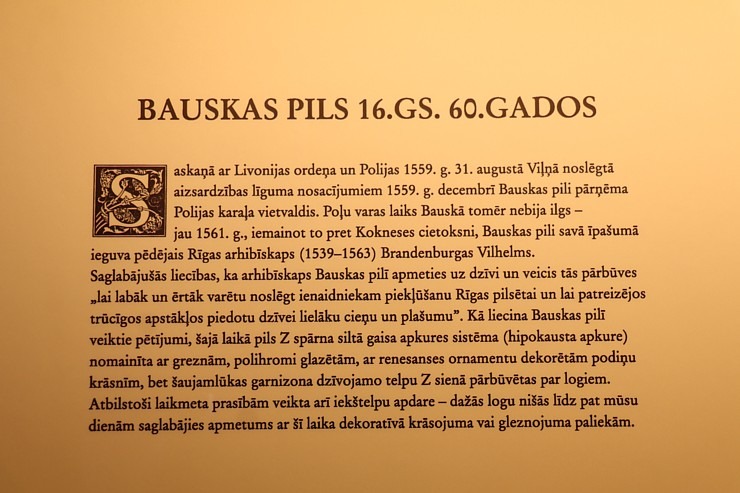 BAUSKAS PILS 16.GS. 60.GADOS
Saskaņā ar Livonijas ordeņa un Polijas 1559. g. 31. augustā Viļņā noslēgtā
aizsardzības līguma nosacījumiem 1559. g. decembrī Bauskas pili pārņēma
Polijas karaļa vietvaldis. Poļu varas laiks Bauskā tomēr nebija ilgs –
jau 1561. g., iemainot to pret Kokneses cietoksni, Bauskas pili savā īpašumā
ieguva pēdējais Rīgas arhibīskaps (1539–1563) Brandenburgas Vilhelms.
Saglabājušās liecības, ka arhibīskaps Bauskas pilī apmeties uz dzīvi un veicis tās pārbūves
„lai labāk un ērtāk varētu noslēgt ienaidniekam piekļūšanu Rīgas pilsētai un lai patreizējos
trūcīgos apstākļos piedotu dzīvei lielāku cieņu un plašumu”. Kā liecina Bauskas pilī
veiktie pētījumi, šajā laikā pils Z spārna siltā gaisa apkures sistēma (hipokausta apkure)
nomainīta ar greznām, polihromi glazētām, ar renesanses ornamentu dekorētām podiņu
krāsnīm, bet šaujamlūkas garnizona dzīvojamo telpu Z sienā pārbūvētas par logiem.
Atbilstoši laikmeta prasībām veikta arī iekštelpu apdare – dažās logu nišās līdz pat mūsu
dienām saglabājies apmetums ar šī laika dekoratīvā krāsojuma vai gleznojuma paliekām.